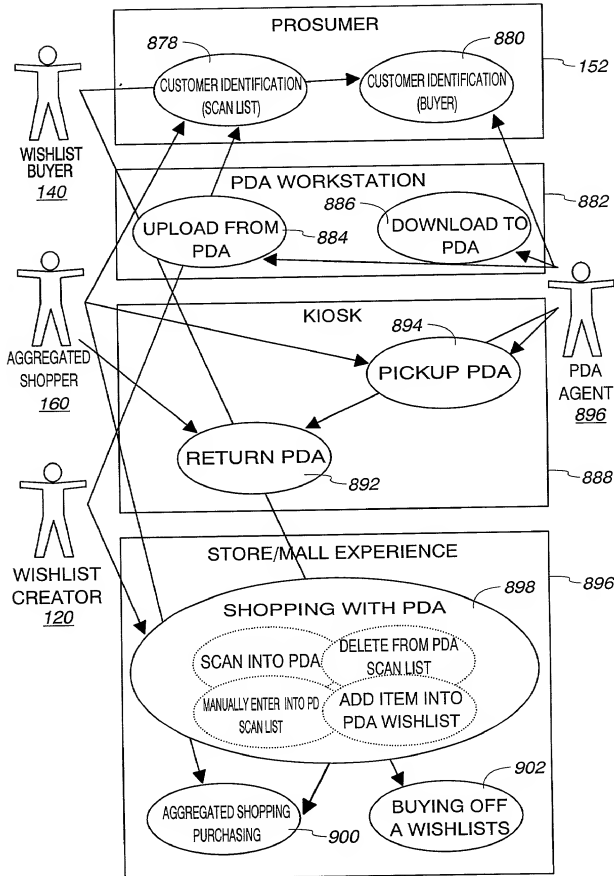 PROSUMER
878
880
CUSTOMER IDENTIFICATION
(SCAN LIST)
CUSTOMER IDENTIFICATION
(BUYER)
152
WISHLIST
BUYER
140
PDA WORKSTATION
882
886
UPLOAD FROM
PDA
884
DOWNLOAD TO
PDA
AGGREGATED
SHOPPER
160
KIOSK
894
PICKUP PDA
PDA
AGENT
896
RETURN PDA
892
888
WISHLIST
CREATOR
120
STORE/MALL EXPERIENCE
896
898
SHOPPING WITH PDA
SCAN INTO PDA
DELETE FROM PDA
SCAN LIST
MANUALLY ENTER INTO PD
SCAN LIST
ADD ITEM INTO
PDA WISHLIST
902
AGGREGATED SHOPPING
PURCHASING
900
BUYING OFF
A WISHLISTS